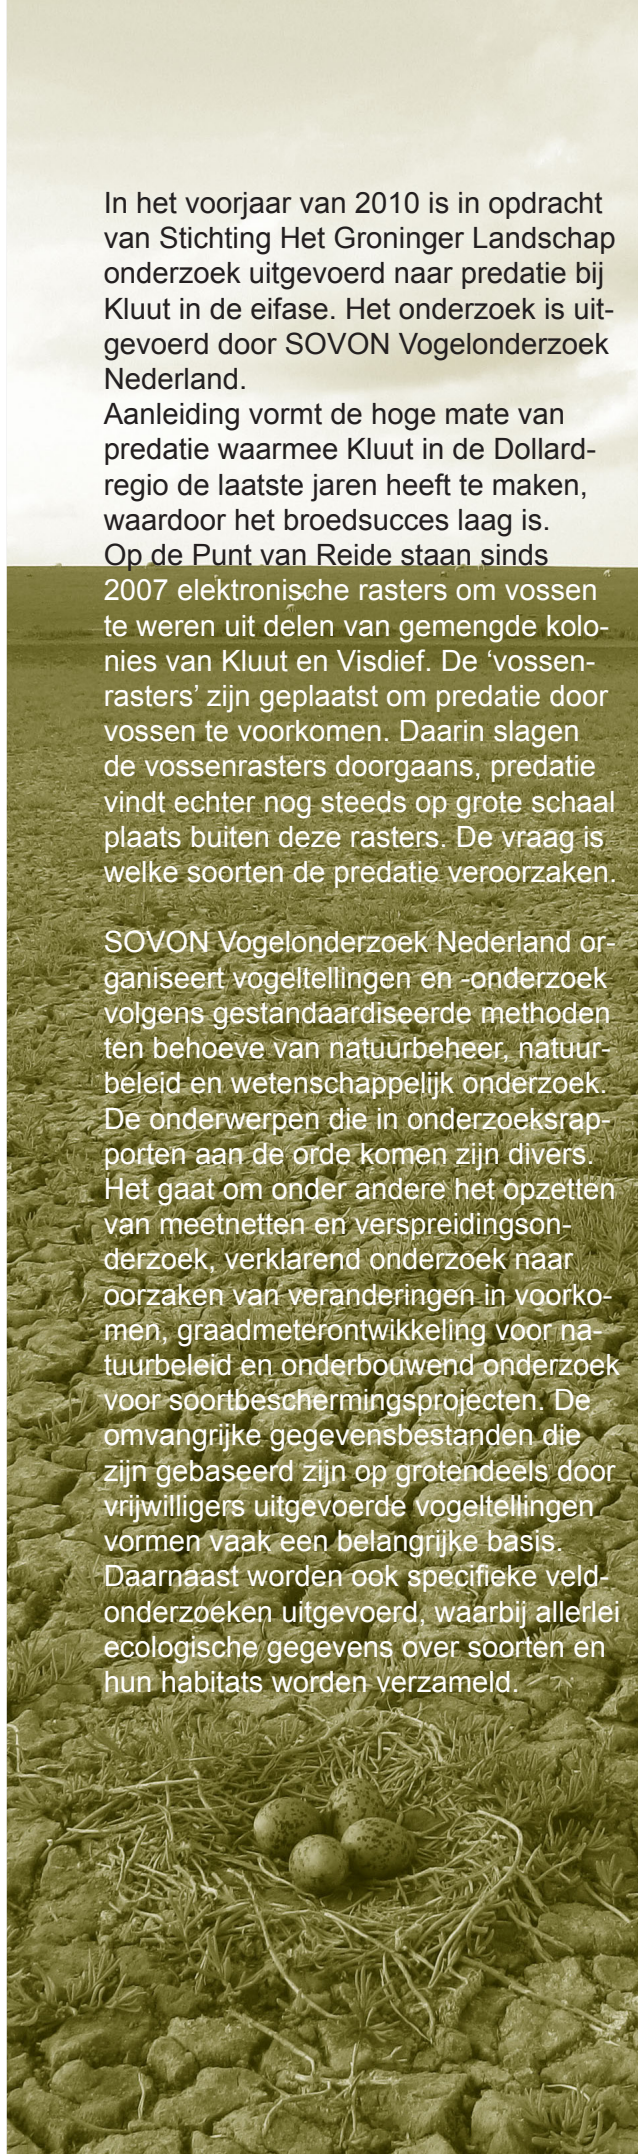 In het voorjaar van 2010 is in opdracht
van Stichting Het Groninger Landschap
onderzoek uitgevoerd naar predatie bij
Kluut in de eifase. Het onderzoek is uit-
gevoerd door SOVON Vogelonderzoek
Nederland.
Aanleiding vormt de hoge mate van
predatie waarmee Kluut in de Dollard-
regio de laatste jaren heeft te maken,
waardoor het broedsucces laag is.
Op de Punt van Reide staan sinds
2007 elektronische rasters om vossen
te weren uit delen van gemengde kolo-
nies van Kluut en Visdief. De ‘vossen-
rasters’ zijn geplaatst om predatie door
vossen te voorkomen. Daarin slagen
de vossenrasters doorgaans, predatie
vindt echter nog steeds op grote schaal
plaats buiten deze rasters. De vraag is
welke soorten de predatie veroorzaken.

SOVON Vogelonderzoek Nederland or-
ganiseert vogeltellingen en -onderzoek
volgens gestandaardiseerde methoden
ten behoeve van natuurbeheer, natuur-
beleid en wetenschappelijk onderzoek.
De onderwerpen die in onderzoeksrap-
porten aan de orde komen zijn divers.
Het gaat om onder andere het opzetten
van meetnetten en verspreidingson-
derzoek, verklarend onderzoek naar
oorzaken van veranderingen in voorko-
men, graadmeterontwikkeling voor na-
tuurbeleid en onderbouwend onderzoek
voor soortbeschermingsprojecten. De
omvangrijke gegevensbestanden die
zijn gebaseerd zijn op grotendeels door
vrijwilligers uitgevoerde vogeltellingen
vormen vaak een belangrijke basis.
Daarnaast worden ook specifieke veld-
onderzoeken uitgevoerd, waarbij allerlei
ecologische gegevens over soorten en
hun habitats worden verzameld.